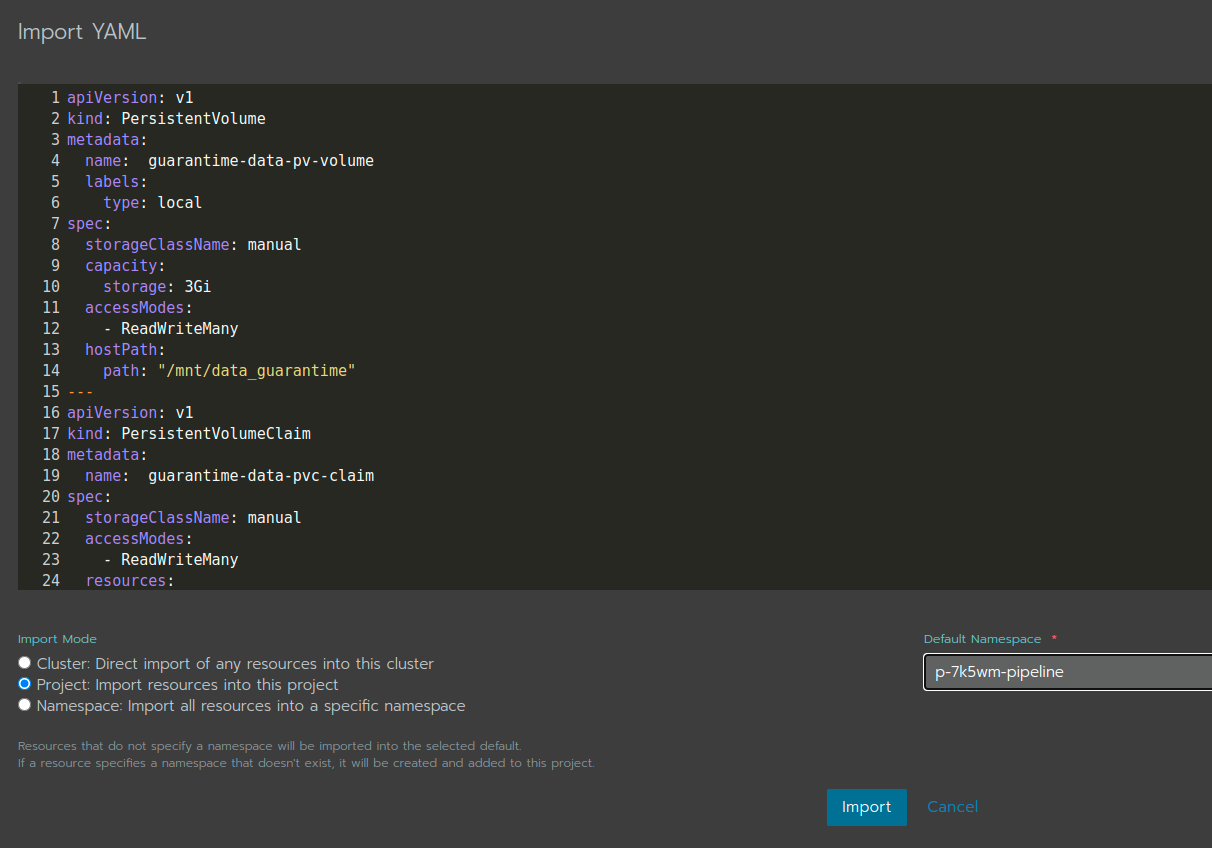 Import YAML
1 apiVersion: v1
2 kind: PersistentVolume
3 metadata:
4   name:  guarantime-data-pv-volume
5   labels:
6     type: local
7 spec:
8   storageClassName: manual
9   capacity:
10     storage: 3Gi
11   accessModes:
12     - ReadWriteMany
13   hostPath:
14     path: "/mnt/data_guarantime"
15 ---
16 apiVersion: v1
17 kind: PersistentVolumeClaim
18 metadata:
19   name:  guarantime-data-pvc-claim
20 spec:
21   storageClassName: manual
22   accessModes:
23     - ReadWriteMany
24   resources:
Import Mode
Cluster: Direct import of any resources into this cluster
Project: Import resources into this project
Namespace: Import all resources into a specific namespace
Default Namespace *
p-7k5wm-pipeline
Resources that do not specify a namespace will be imported into the selected default.
If a resource specifies a namespace that doesn't exist, it will be created and added to this project.
Import Cancel